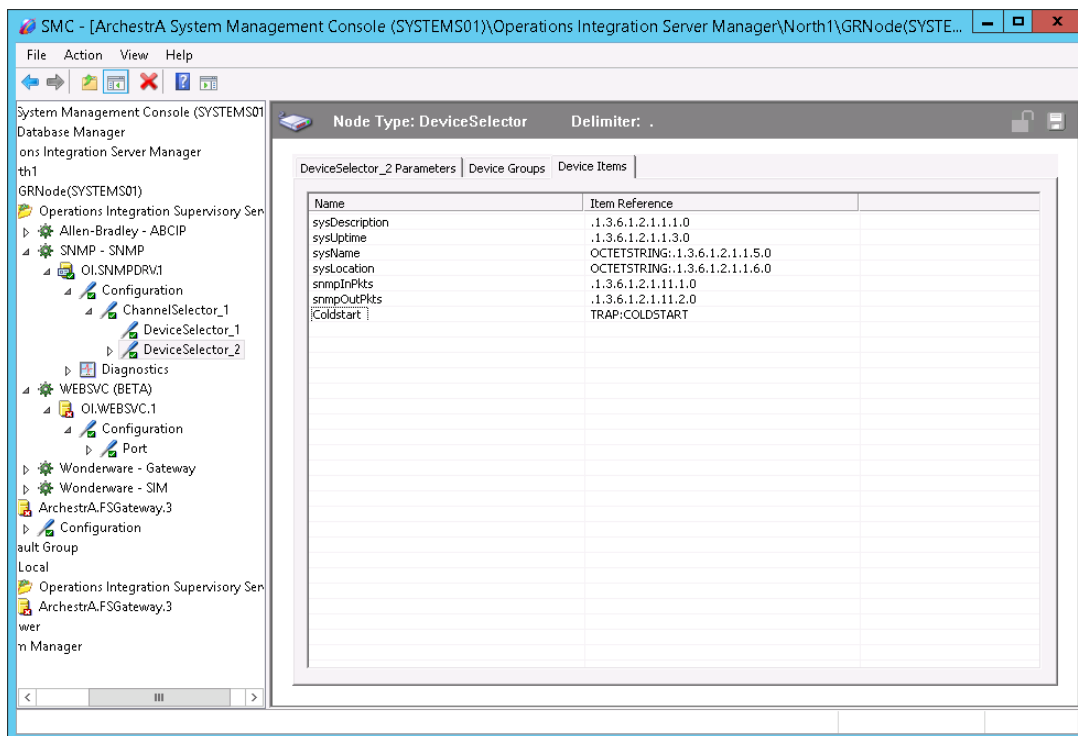 SMC - [ArchestrA System Management Console (SYSTEMS01)\Operations Integration Server Manager\North1\GRNode(SYSTE...
File Action View Help
System Management Console (SYSTEMS01
Database Manager
ons Integration Server Manager
th1
GRNode(SYSTEMS01)
Operations Integration Supervisory Ser
Allen-Bradley - ABCIP
SNMP - SNMP
OI.SNMPDRV.1
Configuration
ChannelSelector_1
DeviceSelector_1
DeviceSelector_2
Diagnostics
WEBSVC (BETA)
OI.WEBSVC.1
Configuration
Port
Wonderware - Gateway
Wonderware - SIM
ArchestrA.FSGateway.3
Configuration
ault Group
Local
Operations Integration Supervisory Ser
ArchestrA.FSGateway.3
wer
m Manager
Node Type: DeviceSelector Delimiter: .
DeviceSelector_2 Parameters Device Groups Device Items
Name Item Reference
sysDescription .1.3.6.1.2.1.1.1.0
sysUptime .1.3.6.1.2.1.1.3.0
sysName OCTETSTRING:.1.3.6.1.2.1.1.5.0
sysLocation OCTETSTRING:.1.3.6.1.2.1.1.6.0
snmpInPkts .1.3.6.1.2.1.11.1.0
snmpOutPkts .1.3.6.1.2.1.11.2.0
Coldstart TRAP:COLDSTART